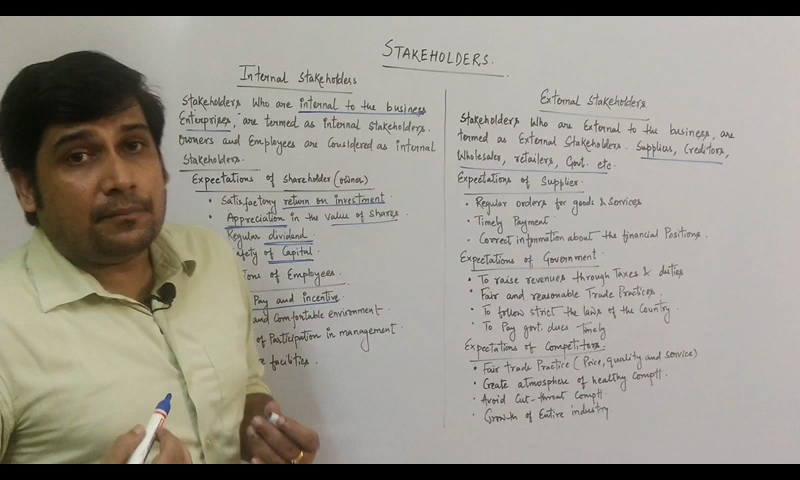 STAKEHOLDERS.
Internal Stakeholders
Stakeholders Who are internal to the business
Enterprises, are termed as internal stakeholders.
Owners and Employees are Considered as internal
Stakeholders.
Expectations of shareholder (owner)
• Satisfactory return on investment
• Appreciation in the value of shares.
Regular dividend
Safety of Capital
tions of Employees
Pay and incentive
and Comfortable environment
of Participation in management
facilities.
External Stakeholders
Stakeholders Who are External to the business, are
termed as External Stakeholders. Suppliers, Creditors,
Wholesaler, retailers, Govt. etc.
Expectations of Supplier.
• Regular orders for goods & services
• Timely Payment
• Correct information about the financial Positions.
Expectations of Government.
• To raise revenues through Taxes & duties
• Fair and reasonable Trade Practices.
• To follow strict the laws of the Country.
• To Pay govt. dues timely
Expectations of Competitors.
• Fair trade Practice (Price, quality and service)
• Create atmosphere of healthy comptt.
• Avoid Cut-throat comptt
• Growth of Entire industry